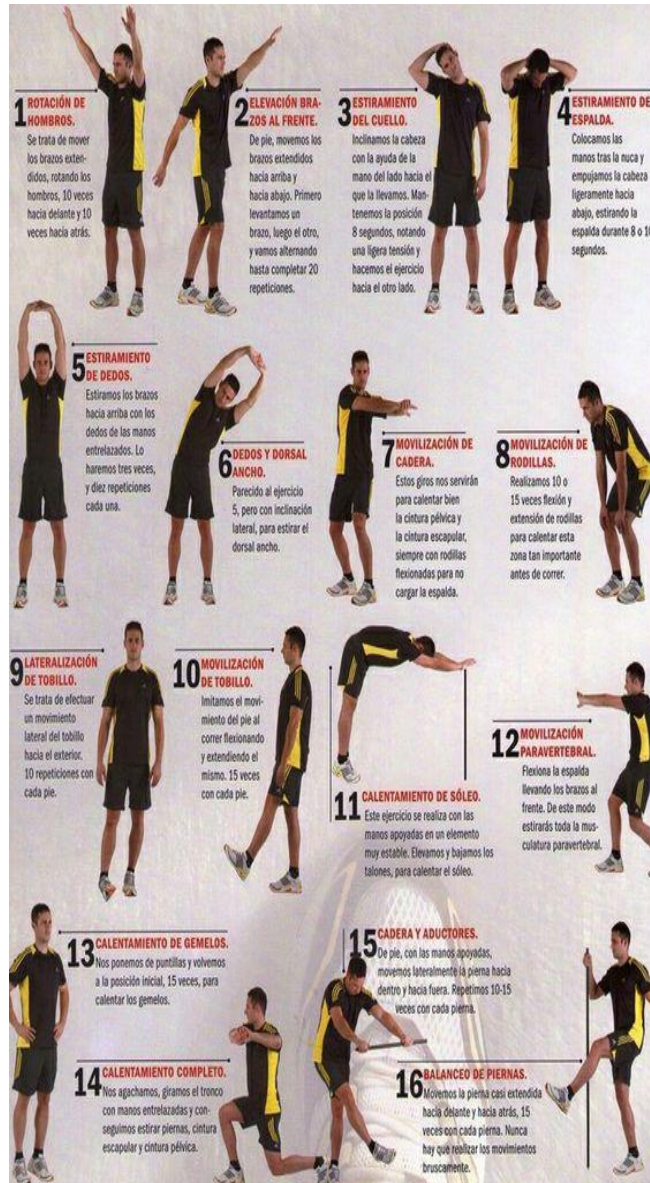 1 ROTACIÓN DE
HOMBROS.
Se trata de mover
los brazos exten-
didos, rotando los
hombros, 10 veces
hacia delante y 10
veces hacia atrás.
2 ELEVACIÓN BRA-
ZOS AL FRENTE.
De pie, movemos los
brazos extendidos
hacia arriba y
hacia abajo. Primero
levantamos un
brazo, luego el otro,
y vamos alternando
hasta completar 20
repeticiones.
3 ESTIRAMIENTO
DEL CUELLO.
Inclinamos la cabeza
con la ayuda de la
mano del lado hacia el
que la llevamos. Man-
tenemos la posición
8 segundos, notando
una ligera tensión y
hacemos el ejercicio
hacia el otro lado.
4 ESTIRAMIENTO DE
ESPALDA.
Colocamos las
manos tras la nuca y
empujamos la cabeza
ligeramente hacia
abajo, estirando la
espalda durante 8 o 10
segundos.
5 ESTIRAMIENTO
DE DEDOS.
Estiramos los brazos
hacia arriba con los
dedos de las manos
entrelazados. Lo
haremos tres veces,
y diez repeticiones
cada una.
6 DEDOS Y DORSAL
ANCHO.
Parecido al ejercicio
5, pero con inclinación
lateral, para estirar el
dorsal ancho.
7 MOVILIZACIÓN DE
CADERA.
Estos giros nos servirán
para calentar bien
la cintura pélvica y
la cintura escapular,
siempre con rodillas
flexionadas para no
cargar la espalda.
8 MOVILIZACIÓN DE
RODILLAS.
Realizamos 10 o
15 veces flexión y
extensión de rodillas
para calentar esta
zona tan importante
antes de correr.
9 LATERALIZACIÓN
DE TOBILLO.
Se trata de efectuar
un movimiento
lateral del tobillo
hacia el exterior.
10 repeticiones con
cada pie.
10 MOVILIZACIÓN
DE TOBILLO.
Imitamos el movi-
miento del pie al
correr flexionando
y extendiendo el
mismo. 15 veces
con cada pie.
11 CALENTAMIENTO DE SÓLEO.
Este ejercicio se realiza con las
manos apoyadas en un elemento
muy estable. Elevamos y bajamos los
talones, para calentar el sóleo.
12 MOVILIZACIÓN
PARAVERTEBRAL.
Flexiona la espalda
llevando los brazos al
frente. De este modo
estirarás toda la mus-
culatura paravertebral.
13 CALENTAMIENTO DE GEMELOS.
Nos ponemos de puntillas y volvemos
a la posición inicial, 15 veces, para
calentar los gemelos.
14 CALENTAMIENTO COMPLETO.
Nos agachamos, giramos el tronco
con manos entrelazadas y con-
seguimos estirar piernas, cintura
escapular y cintura pélvica.
15 CADERA Y ADUCTORES.
De pie, con las manos apoyadas,
movemos lateralmente la pierna hacia
dentro y hacia fuera. Repetimos 10-15
veces con cada pierna.
16 BALANCEO DE PIERNAS.
Movemos la pierna casi extendida
hacia delante y hacia atrás, 15
veces con cada pierna. Nunca
hay que realizar los movimientos
bruscamente.